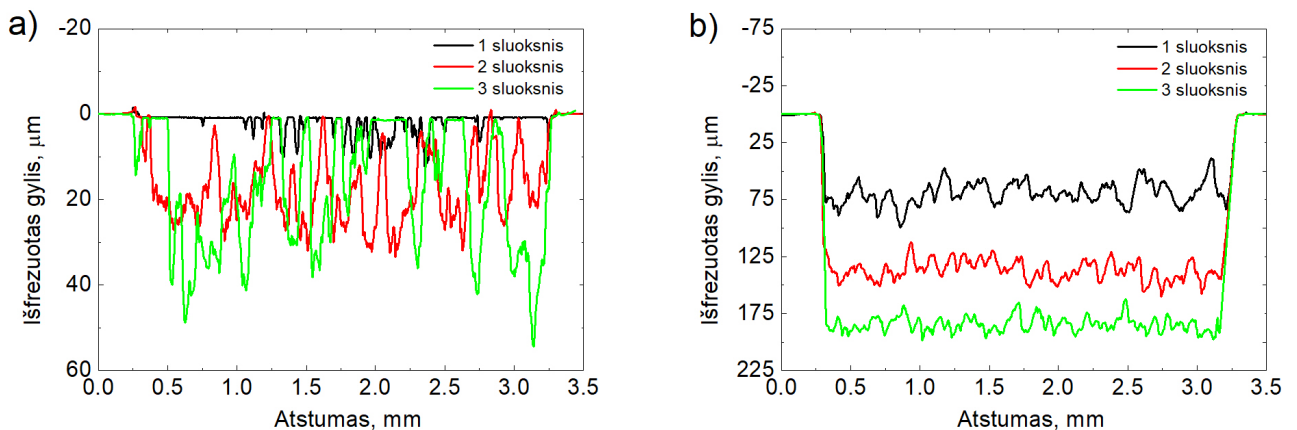 a)
-20
0
20
40
60
0.0 0.5 1.0 1.5 2.0 2.5 3.0 3.5
Išfrezuotas gylis, μm
Atstumas, mm
1 sluoksnis
2 sluoksnis
3 sluoksnis
b)
-75
-25
25
75
125
175
225
0.0 0.5 1.0 1.5 2.0 2.5 3.0 3.5
Išfrezuotas gylis, μm
Atstumas, mm
1 sluoksnis
2 sluoksnis
3 sluoksnis